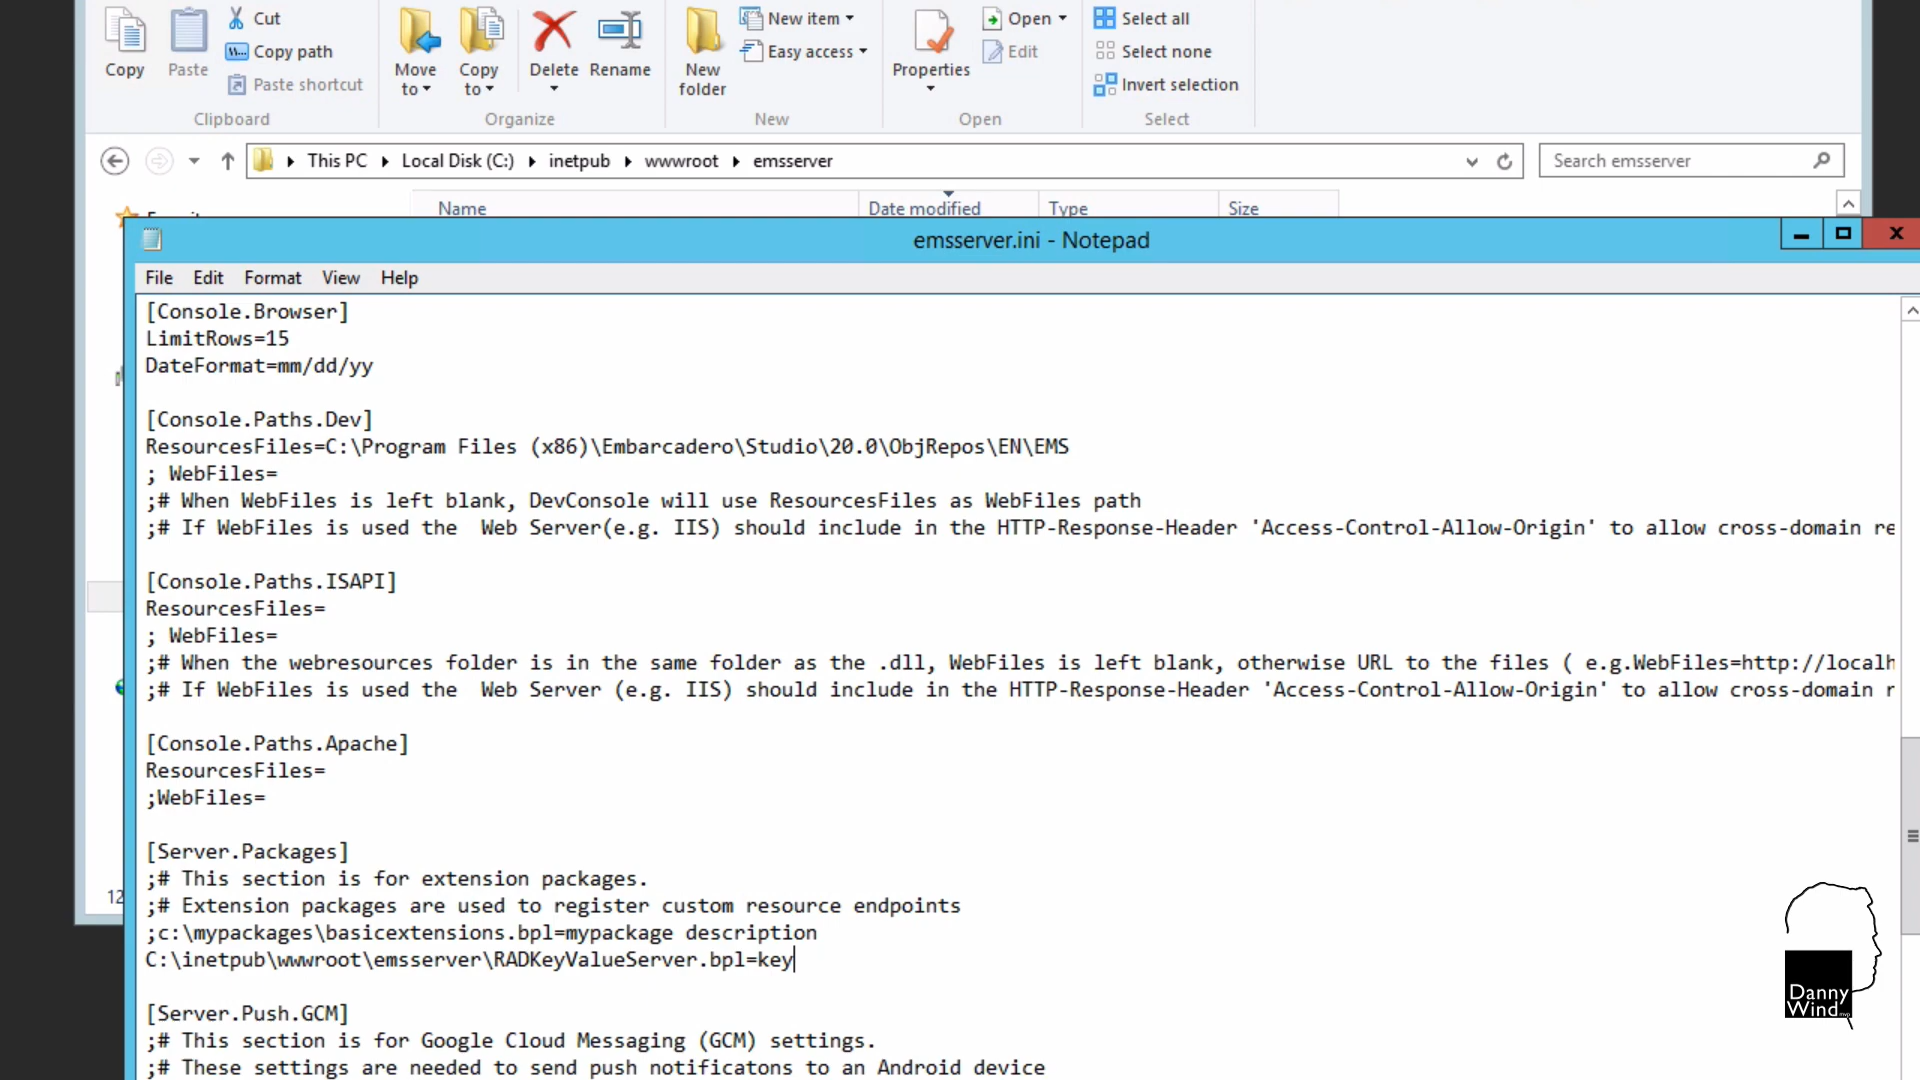 Cut
Copy path
Paste shortcut
Copy
Paste
Clipboard
Move to
Copy to
Delete
Rename
Organize
New folder
New item
Easy access
New
Properties
Open
Edit
Open
Select all
Select none
Invert selection
Select
This PC
Local Disk (C:)
inetpub
wwwroot
emsserver
Search emsserver
Name
Date modified
Type
Size
emsserver.ini - Notepad
File Edit Format View Help
[Console.Browser]
LimitRows=15
DateFormat=mm/dd/yy
[Console.Paths.Dev]
ResourcesFiles=C:\Program Files (x86)\Embarcadero\Studio\20.0\ObjRepos\EN\EMS
; WebFiles=
;# When WebFiles is left blank, DevConsole will use ResourcesFiles as WebFiles path
;# If WebFiles is used the  Web Server(e.g. IIS) should include in the HTTP-Response-Header 'Access-Control-Allow-Origin' to allow cross-domain re
[Console.Paths.ISAPI]
ResourcesFiles=
; WebFiles=
;# When the webresources folder is in the same folder as the .dll, WebFiles is left blank, otherwise URL to the files ( e.g.WebFiles=http://localh
;# If WebFiles is used the  Web Server (e.g. IIS) should include in the HTTP-Response-Header 'Access-Control-Allow-Origin' to allow cross-domain r
[Console.Paths.Apache]
ResourcesFiles=
;WebFiles=
[Server.Packages]
;# This section is for extension packages.
;# Extension packages are used to register custom resource endpoints
;c:\mypackages\basicextensions.bpl=mypackage description
C:\inetpub\wwwroot\emsserver\RADKeyValueServer.bpl=key
[Server.Push.GCM]
;# This section is for Google Cloud Messaging (GCM) settings.
;# These settings are needed to send push notificatons to an Android device
12
Danny
Wind